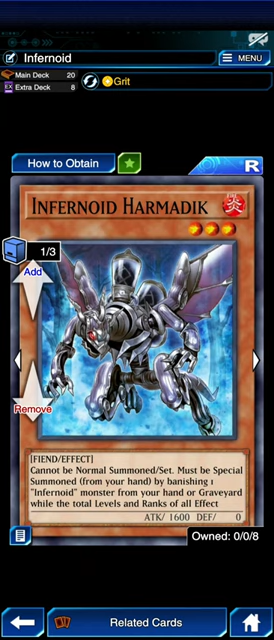 Infernoid
MENU
Main Deck 20
EX Extra Deck 8
Grit
How to Obtain
R
INFERNOID HARMADIK
FIRE
炎
1/3
Add
Remove
[FIEND/EFFECT]
Cannot be Normal Summoned/Set. Must be Special
Summoned (from your hand) by banishing 1
"Infernoid" monster from your hand or Graveyard
while the total Levels and Ranks of all Effect
ATK/ 1600 DEF/ 0
Owned: 0/0/8
Related Cards